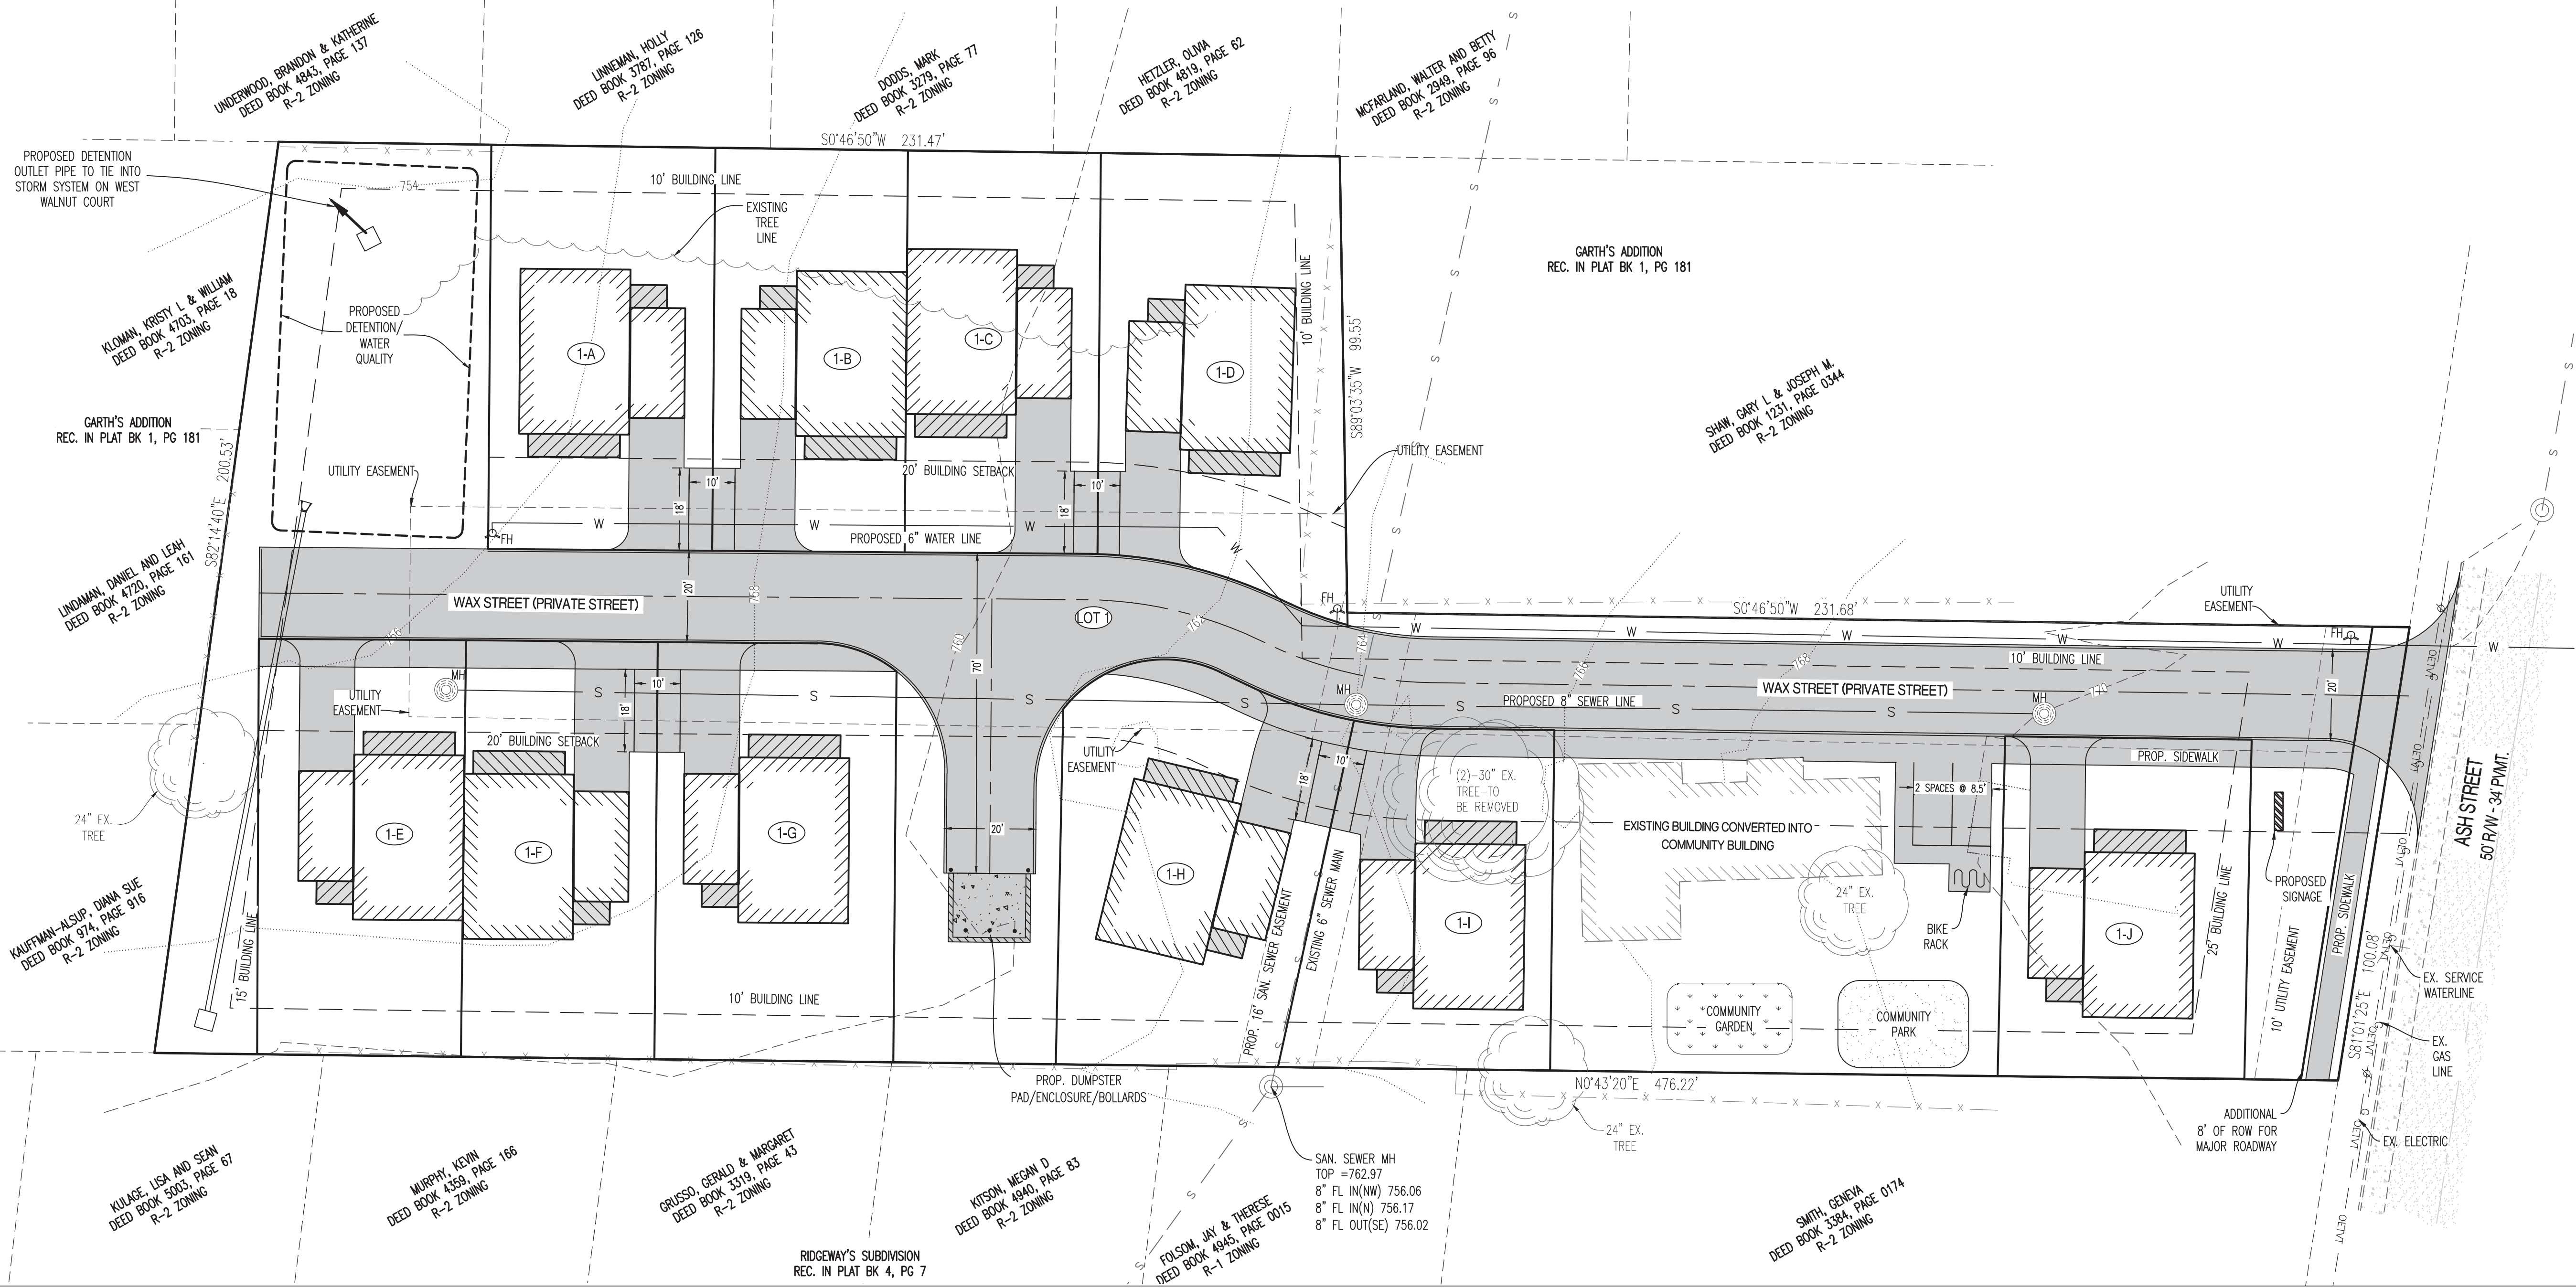 UNDERWOOD, BRANDON & KATHERINE
DEED BOOK 4843, PAGE 137
R-2 ZONING
LINNEMAN, HOLLY
DEED BOOK 3787, PAGE 126
R-2 ZONING
DODDS, MARK
DEED BOOK 3279, PAGE 77
R-2 ZONING
HETZLER, OLIVIA
DEED BOOK 4819, PAGE 62
R-2 ZONING
MCFARLAND, WALTER AND BETTY
DEED BOOK 2949, PAGE 96
R-2 ZONING
S0°46'50"W 231.47'
PROPOSED DETENTION
OUTLET PIPE TO TIE INTO
STORM SYSTEM ON WEST
WALNUT COURT
754
10' BUILDING LINE
EXISTING
TREE
LINE
GARTH'S ADDITION
REC. IN PLAT BK 1, PG 181
10' BUILDING LINE
S89°03'35"W 99.55'
KLOMAN, KRISTY L & WILLIAM
DEED BOOK 4703, PAGE 18
R-2 ZONING
PROPOSED
DETENTION/
WATER
QUALITY
1-A
1-B
1-C
1-D
SHAW, GARY L & JOSEPH M.
DEED BOOK 1231, PAGE 0344
R-2 ZONING
GARTH'S ADDITION
REC. IN PLAT BK 1, PG 181
S82°14'40"E 200.53'
UTILITY EASEMENT
20' BUILDING SETBACK
UTILITY EASEMENT
10'
18'
10'
18'
FH
W
W
W
W
PROPOSED 6" WATER LINE
LINDAMAN, DANIEL AND LEAH
DEED BOOK 4720, PAGE 161
R-2 ZONING
WAX STREET (PRIVATE STREET)
20'
758
756
LOT 1
762
760
70'
FH
764
S0°46'50"W 231.68'
UTILITY
EASEMENT
FH
W
W
W
W
W
W
10' BUILDING LINE
766
768
770
WAX STREET (PRIVATE STREET)
20'
MH
MH
MH
PROPOSED 8" SEWER LINE
S
S
S
S
S
S
S
UTILITY
EASEMENT
10'
18'
20' BUILDING SETBACK
UTILITY
EASEMENT
10'
18'
PROP. SIDEWALK
(2)-30" EX.
TREE-TO
BE REMOVED
2 SPACES @ 8.5'
EXISTING BUILDING CONVERTED INTO
COMMUNITY BUILDING
ASH STREET
50' R/W - 34' PVMT.
24" EX.
TREE
20'
1-E
1-F
1-G
1-H
1-I
1-J
24" EX.
TREE
BIKE
RACK
PROPOSED
SIGNAGE
PROP. SIDEWALK
25' BUILDING LINE
10' UTILITY EASEMENT
S81°01'25"E 100.08'
EX. SERVICE
WATERLINE
KAUFFMAN-ALSUP, DIANA SUE
DEED BOOK 974, PAGE 916
R-2 ZONING
15' BUILDING LINE
10' BUILDING LINE
PROP. 16' SAN. SEWER EASEMENT
EXISTING 6" SEWER MAIN
COMMUNITY
GARDEN
COMMUNITY
PARK
EX.
GAS
LINE
PROP. DUMPSTER
PAD/ENCLOSURE/BOLLARDS
N0°43'20"E 476.22'
24" EX.
TREE
ADDITIONAL
8' OF ROW FOR
MAJOR ROADWAY
EX. ELECTRIC
OETVT
OETVT
OETVT
OETVT
OETVT
OETVT
OETVT
SAN. SEWER MH
TOP =762.97
8" FL IN(NW) 756.06
8" FL IN(N) 756.17
8" FL OUT(SE) 756.02
KULAGE, LISA AND SEAN
DEED BOOK 5003, PAGE 67
R-2 ZONING
MURPHY, KEVIN
DEED BOOK 4359, PAGE 166
R-2 ZONING
GRUSSO, GERALD & MARGARET
DEED BOOK 3319, PAGE 43
R-2 ZONING
KITSON, MEGAN D
DEED BOOK 4940, PAGE 83
R-2 ZONING
FOLSOM, JAY & THERESE
DEED BOOK 4945, PAGE 0015
R-1 ZONING
SMITH, GENEVA
DEED BOOK 3384, PAGE 0174
R-2 ZONING
RIDGEWAY'S SUBDIVISION
REC. IN PLAT BK 4, PG 7